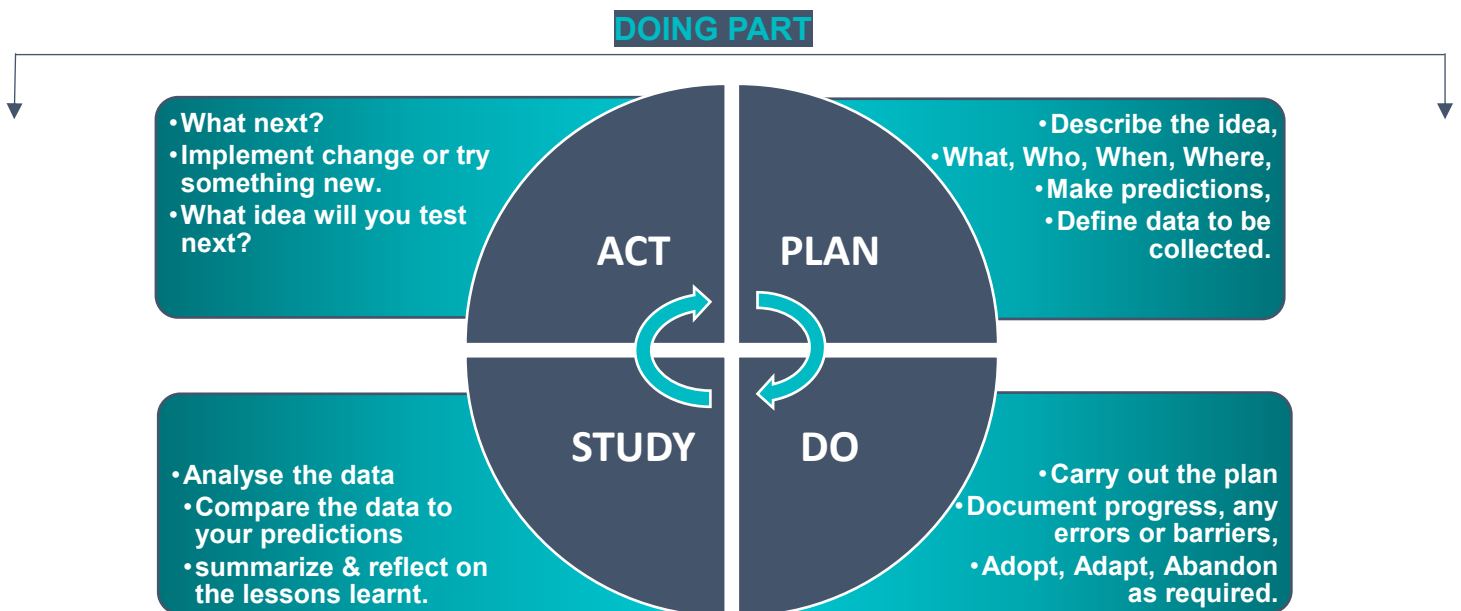 DOING PART
•What next?
•Implement change or try
something new.
•What idea will you test
next?
ACT
PLAN
•Describe the idea,
•What, Who, When, Where,
•Make predictions,
•Define data to be
collected.
STUDY
•Analyse the data
•Compare the data to
your predictions
•summarize & reflect on
the lessons learnt.
DO
•Carry out the plan
•Document progress, any
errors or barriers,
•Adopt, Adapt, Abandon
as required.